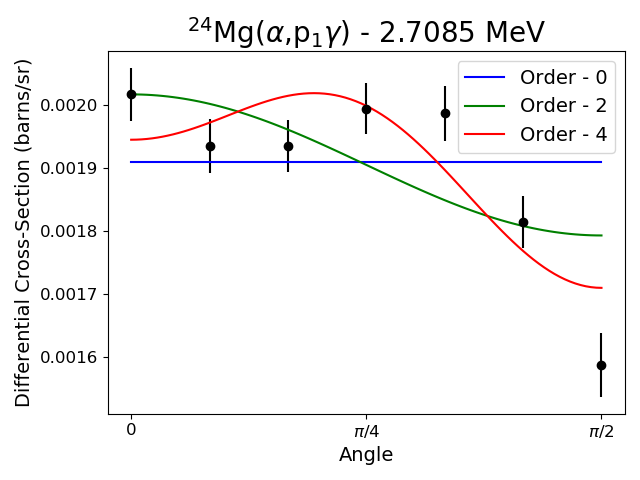 ²⁴Mg(α,p₁γ) - 2.7085 MeV
Differential Cross-Section (barns/sr)
0.0020
0.0019
0.0018
0.0017
0.0016
Order - 0
Order - 2
Order - 4
0
π/4
π/2
Angle